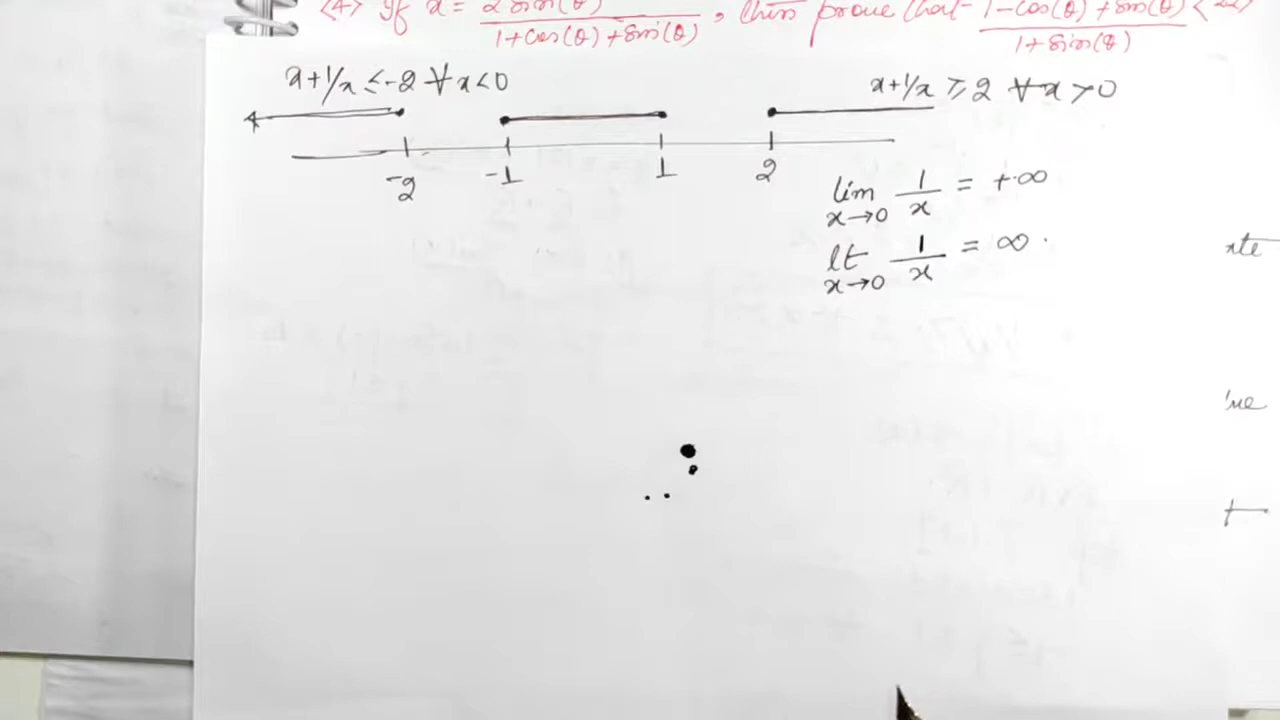 <4> If x = 2 sin(θ) / 1+cos(θ)+sin(θ) , then prove that 1-cos(θ)+sin(θ) / 1+sin(θ)
x+1/x ≤ -2 ∀ x<0
x+1/x ≥ 2 ∀ x > 0
-2 -1 1 2
lim x→0 1/x = +∞
lt x→0 1/x = ∞